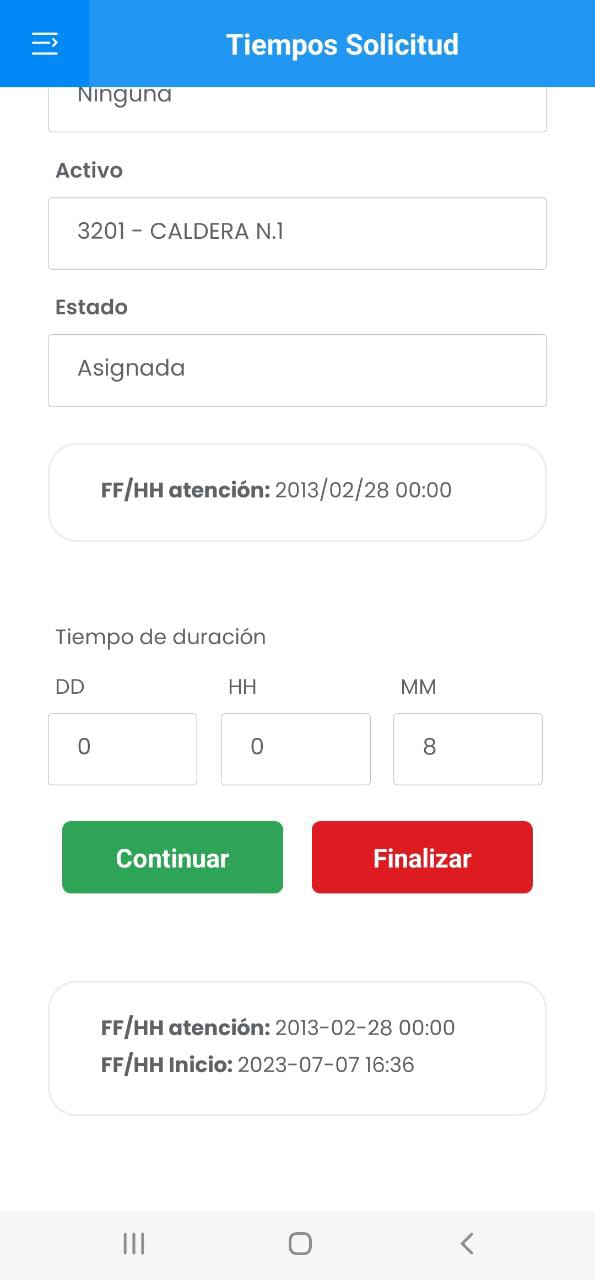 Tiempos Solicitud
Ninguna
Activo
3201 - CALDERA N.1
Estado
Asignada
FF/HH atención: 2013/02/28 00:00
Tiempo de duración
DD HH MM
0 0 8
Continuar Finalizar
FF/HH atención: 2013-02-28 00:00
FF/HH Inicio: 2023-07-07 16:36